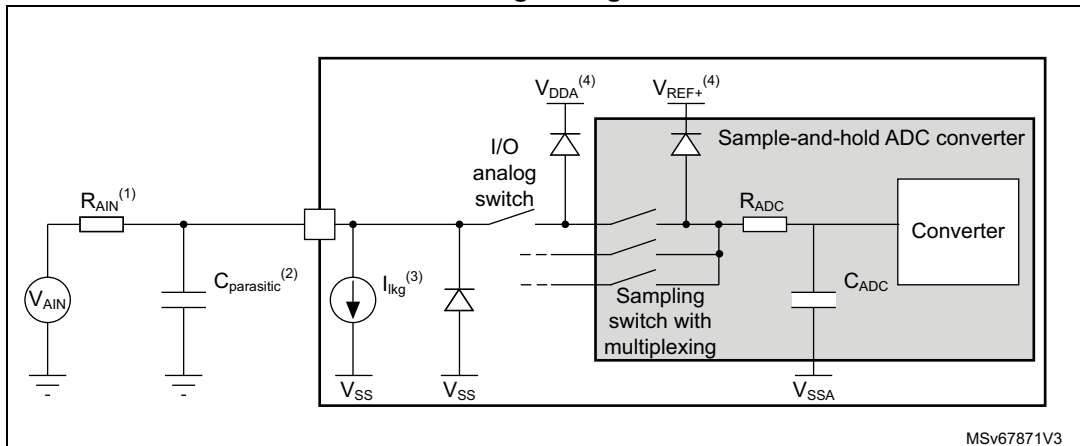 V_DDA(4)
V_REF+(4)
Sample-and-hold ADC converter
I/O
analog
switch
R_AIN(1)
R_ADC
Converter
C_parasitic(2)
I_lkg(3)
V_AIN
C_ADC
Sampling
switch with
multiplexing
V_SS
V_SS
V_SSA
MSv67871V3